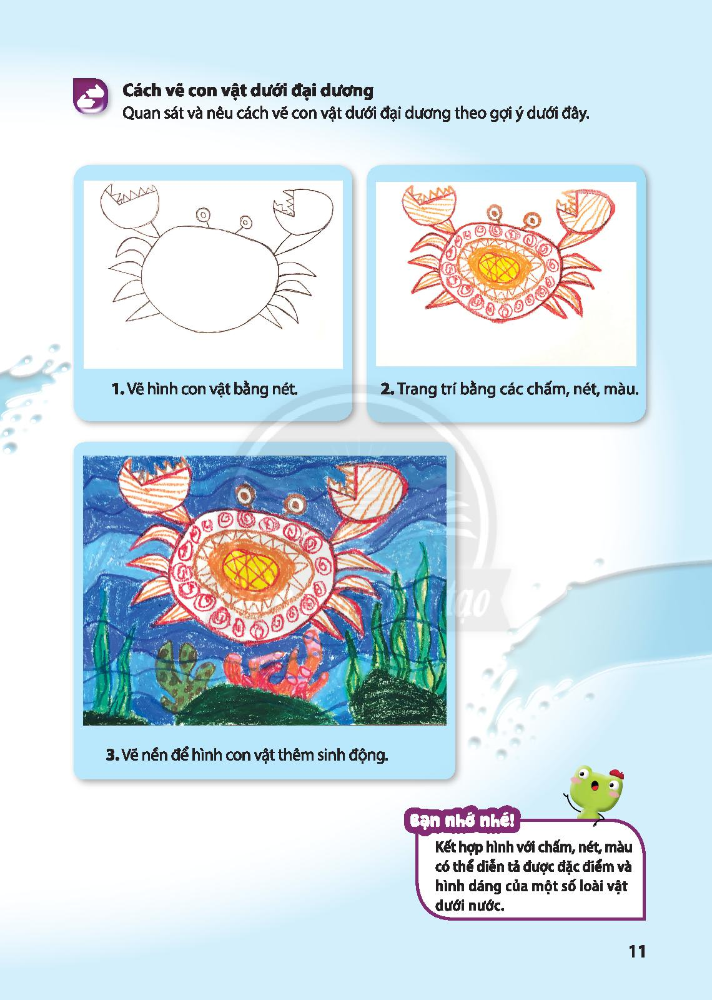 Cách vẽ con vật dưới đại dương
Quan sát và nêu cách vẽ con vật dưới đại dương theo gợi ý dưới đây.
1. Vẽ hình con vật bằng nét.
2. Trang trí bằng các chấm, nét, màu.
tạo
3. Vẽ nền để hình con vật thêm sinh động.
Bạn nhớ nhé!
Kết hợp hình với chấm, nét, màu
có thể diễn tả được đặc điểm và
hình dáng của một số loài vật
dưới nước.
11